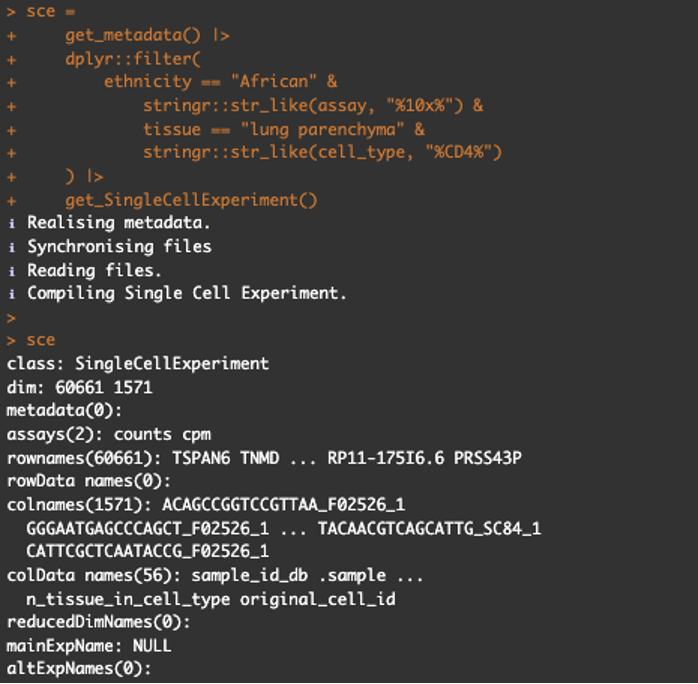 > sce =
+     get_metadata() |>
+     dplyr::filter(
+         ethnicity == "African" &
+             stringr::str_like(assay, "%10x%") &
+             tissue == "lung parenchyma" &
+             stringr::str_like(cell_type, "%CD4%")
+     ) |>
+     get_SingleCellExperiment()
ℹ Realising metadata.
ℹ Synchronising files
ℹ Reading files.
ℹ Compiling Single Cell Experiment.
>
> sce
class: SingleCellExperiment
dim: 60661 1571
metadata(0):
assays(2): counts cpm
rownames(60661): TSPAN6 TNMD ... RP11-175I6.6 PRSS43P
rowData names(0):
colnames(1571): ACAGCCGGTCCGTTAA_F02526_1
  GGGAATGAGCCCAGCT_F02526_1 ... TACAACGTCAGCATTG_SC84_1
  CATTCGCTCAATACCG_F02526_1
colData names(56): sample_id_db .sample ...
  n_tissue_in_cell_type original_cell_id
reducedDimNames(0):
mainExpName: NULL
altExpNames(0):